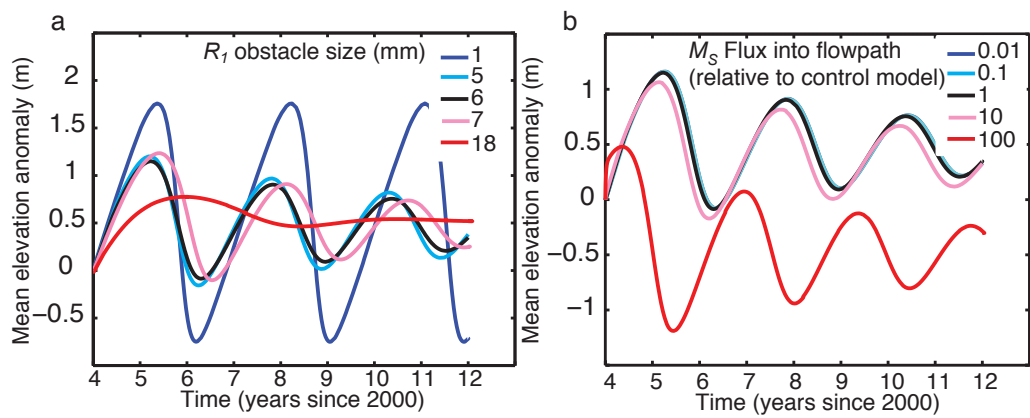 a
R1 obstacle size (mm)
1
5
6
7
18
Mean elevation anomaly (m)
2
1.5
1
0.5
0
−0.5
4 5 6 7 8 9 10 11 12
Time (years since 2000)
b
MS Flux into flowpath
(relative to control model)
0.01
0.1
1
10
100
Mean elevation anomaly (m)
1
0.5
0
−0.5
−1
4 5 6 7 8 9 10 11 12
Time (years since 2000)